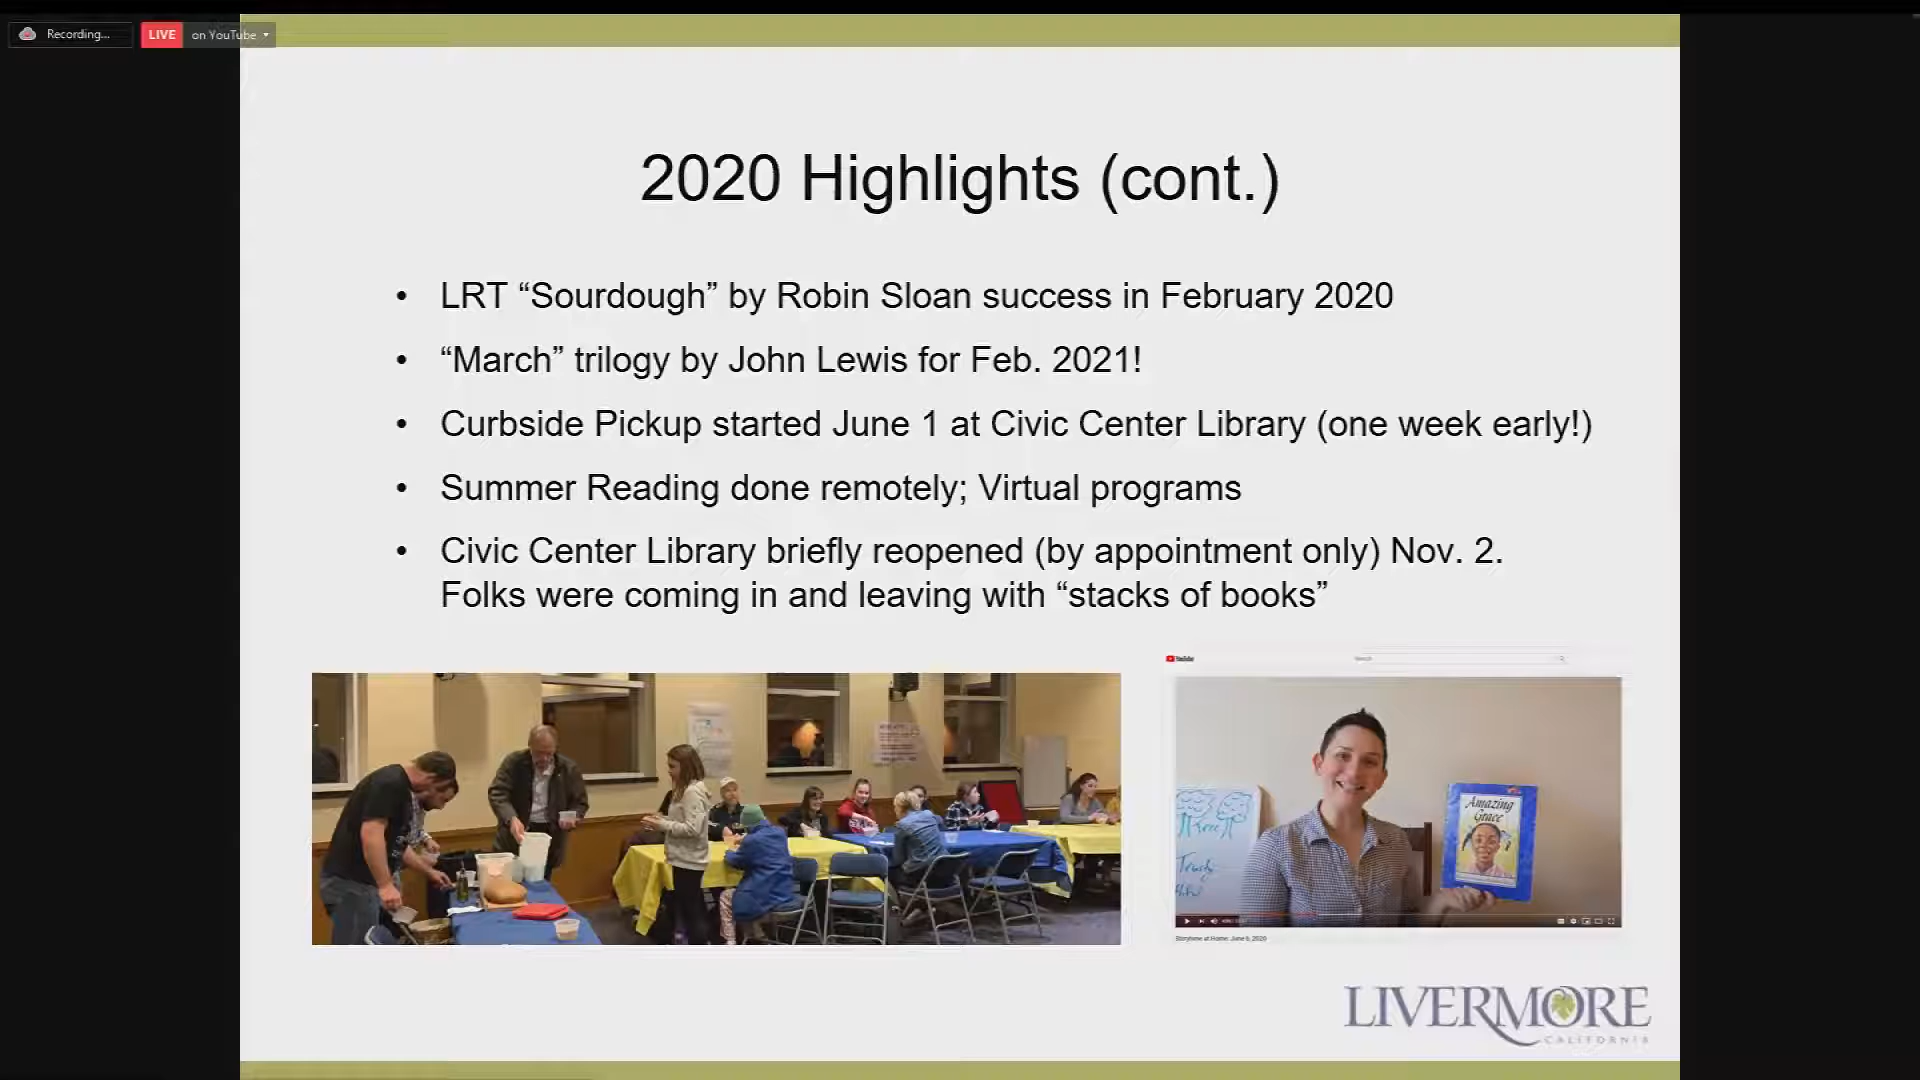 Recording...
LIVE on YouTube
2020 Highlights (cont.)
• LRT “Sourdough” by Robin Sloan success in February 2020
• “March” trilogy by John Lewis for Feb. 2021!
• Curbside Pickup started June 1 at Civic Center Library (one week early!)
• Summer Reading done remotely; Virtual programs
• Civic Center Library briefly reopened (by appointment only) Nov. 2.
Folks were coming in and leaving with “stacks of books”
YouTube
Search
Amazing
Grace
Tree
Storytime at Home: June 9, 2020
LIVERMORE
CALIFORNIA